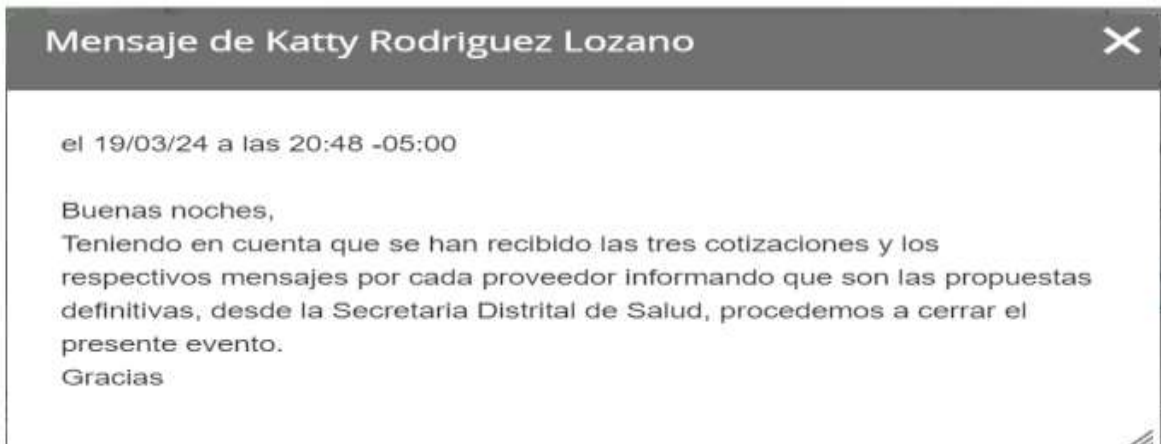 Mensaje de Katty Rodriguez Lozano
el 19/03/24 a las 20:48 -05:00
Buenas noches,
Teniendo en cuenta que se han recibido las tres cotizaciones y los
respectivos mensajes por cada proveedor informando que son las propuestas
definitivas, desde la Secretaria Distrital de Salud, procedemos a cerrar el
presente evento.
Gracias